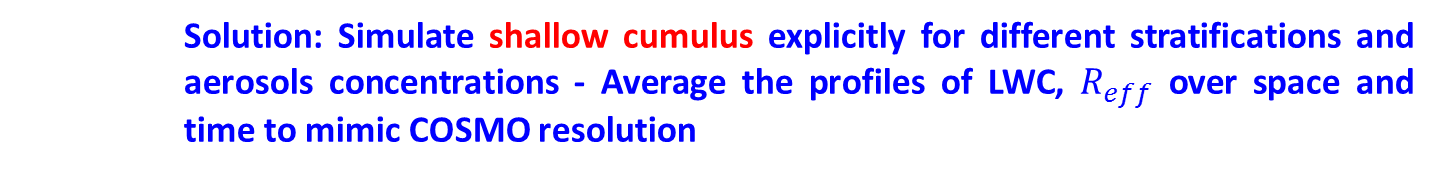 Solution: Simulate shallow cumulus explicitly for different stratifications and
aerosols concentrations - Average the profiles of LWC, R_eff over space and
time to mimic COSMO resolution